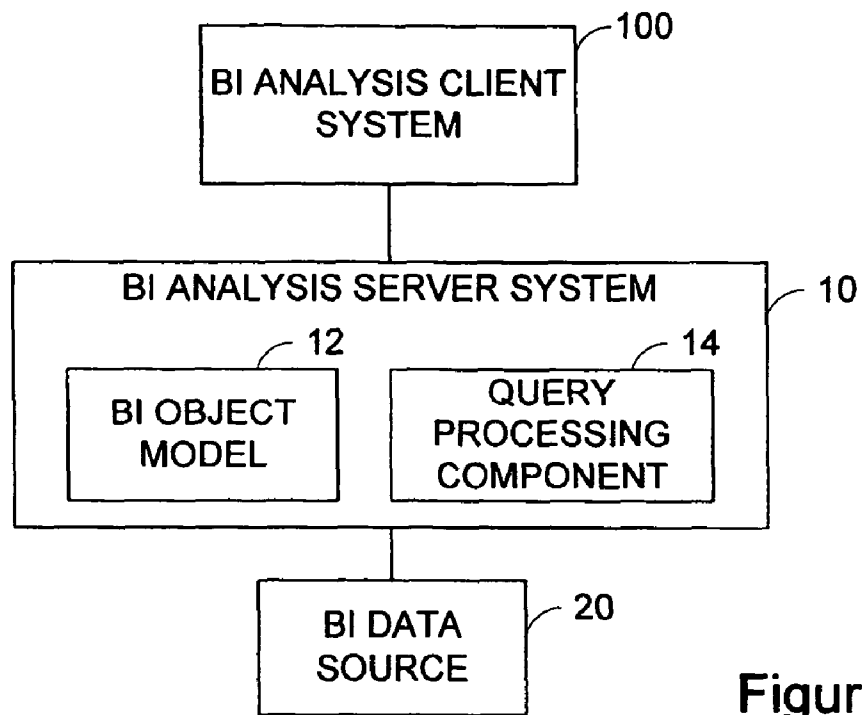 100
BI ANALYSIS CLIENT
SYSTEM
BI ANALYSIS SERVER SYSTEM
10
12
14
BI OBJECT
MODEL
QUERY
PROCESSING
COMPONENT
20
BI DATA
SOURCE
Figur